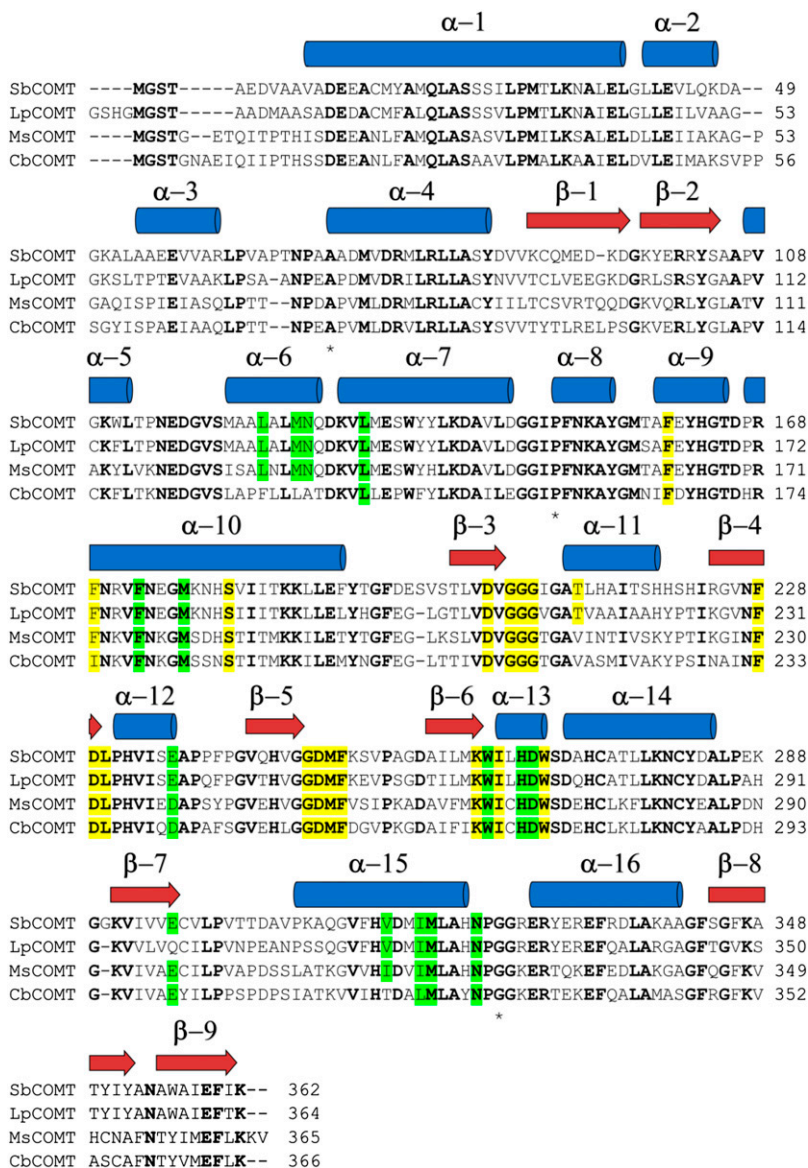 α−1 α−2
SbCOMT ----MGST-----AEDVAAVADEEACMYAMQLASSSILPMTLKNALELGLLEVLQKDA-- 49
LpCOMT GSHGMGST-----AADMAASADEDACMFALQLASSSVLPMTLKNAIELGLLEILVAAG-- 53
MsCOMT ----MGSTG--ETQITPTHISDEEANLFAMQLASASVLPMILKSALELDLLEIIAKAG-P 53
CbCOMT ----MGSTGNAEIQIIPTHSSDEEANLFAMQLASAAVLPMALKAAIELDVLEIMAKSVPP 56
α−3 α−4 β−1 β−2
SbCOMT GKALAAEEVVARLPVAPTNPAAADMVDRMLRLLASYDVVKCQMED-KDGKYERRYSAAPV 108
LpCOMT GKSLTPTEVAAKLPSA-ANPEAPDMVDRILRLLASYNVVTCLVEEGKDGRLSRSYGAAPV 112
MsCOMT GAQISPIEIASQLPTT--NPDAPVMLDRMLRLLACYIILTCSVRTQQDGKVQRLYGLATV 111
CbCOMT SGYISPAEIAAQLPTT--NPEAPVMLDRVLRLLASYSVVTYTLRELPSGKVERLYGLAPV 114
*
α−5 α−6 α−7 α−8 α−9
SbCOMT GKWLTPNEDGVSMAALALMNQDKVLMESWYYLKDAVLDGGIPFNKAYGMTAFEYHGTDPR 168
LpCOMT CKFLTPNEDGVSMAALALMNQDKVLMESWYYLKDAVLDGGIPFNKAYGMTAFEYHGTDPR 172
MsCOMT AKYLVKNEDGVSISALNLMNQDKVLMESWYHLKDAVLDGGIPFNKAYGMTAFEYHGTDPR 171
CbCOMT CKFLTKNEDGVSLAPFLLLATDKVLLEPWFYLKDAILEGGIPFNKAYGMNIFDYHGTDHR 174
*
α−10 β−3 α−11 β−4
SbCOMT FNRVFNEGMKNHSVIITKKLLEFYTGFDESVSTLVDVGGGIGATLHAITSHHSHIRGVNF 228
LpCOMT FNRVFNEGMKNHSIIITKKLLELYHGFEG-LGTLVDVGGGVGATVAAIAAHYPTIKGVNF 231
MsCOMT FNKVFNKGMSDHSTITMKKILETYTGFEG-LKSLVDVGGGTGAVINTIVSKYPTIKGINF 230
CbCOMT INKVFNKGMSSNSTITMKKILEMYNGFEG-LTTIVDVGGGTGAVASMIVAKYPSINAINF 233
α−12 β−5 β−6 α−13 α−14
SbCOMT DLPHVISEAPPFPGVQHVGGDMFKSVPAGDAILMKWILHDWSDAHCATLLKNCYDALPEK 288
LpCOMT DLPHVISEAPQFPGVTHVGGDMFKEVPSGDTILMKWILHDWSDQHCATLLKNCYDALPAH 291
MsCOMT DLPHVIEDAPSYPGVEHVGGDMFVSIPKADAVFMKWICHDWSDEHCLKFLKNCYEALPDN 290
CbCOMT DLPHVIQDAPAFSGVEHLGGDMFDGVPKGDAIFIKWICHDWSDEHCLKLLKNCYAALPDH 293
β−7 α−15 α−16 β−8
SbCOMT GGKVIVVECVLPVTTDAVPKAQGVFHVDMIMLAHNPGGRERYEREFRDLAKAAGFSGFKA 348
LpCOMT G-KVVLVQCILPVNPEANPSSQGVFHVDMIMLAHNPGGRERYEREFQALARGAGFTGVKS 350
MsCOMT G-KVIVAECILPVAPDSSLATKGVVHIDVIMLAHNPGGKERTQKEFEDLAKGAGFQGFKV 349
CbCOMT G-KVIVAEYILPPSPDPSIATKVVIHTDALMLAYNPGGKERTEKEFQALAMASGFRGFKV 352
*
β−9
SbCOMT TYIYANAWAIEFIK-- 362
LpCOMT TYIYANAWAIEFTK-- 364
MsCOMT HCNAFNTYIMEFLKKV 365
CbCOMT ASCAFNTYVMEFLK-- 366